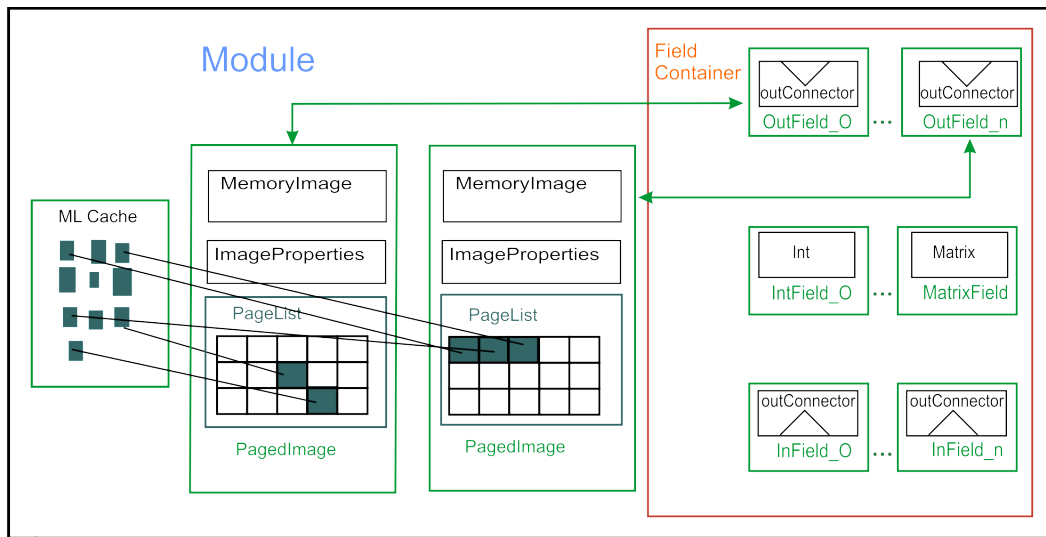 Module
Field
Container
outConnector
OutField_O
...
outConnector
OutField_n
ML Cache
MemoryImage
ImageProperties
PageList
PagedImage
MemoryImage
ImageProperties
PageList
PagedImage
Int
IntField_O
...
Matrix
MatrixField
outConnector
InField_O
...
outConnector
InField_n